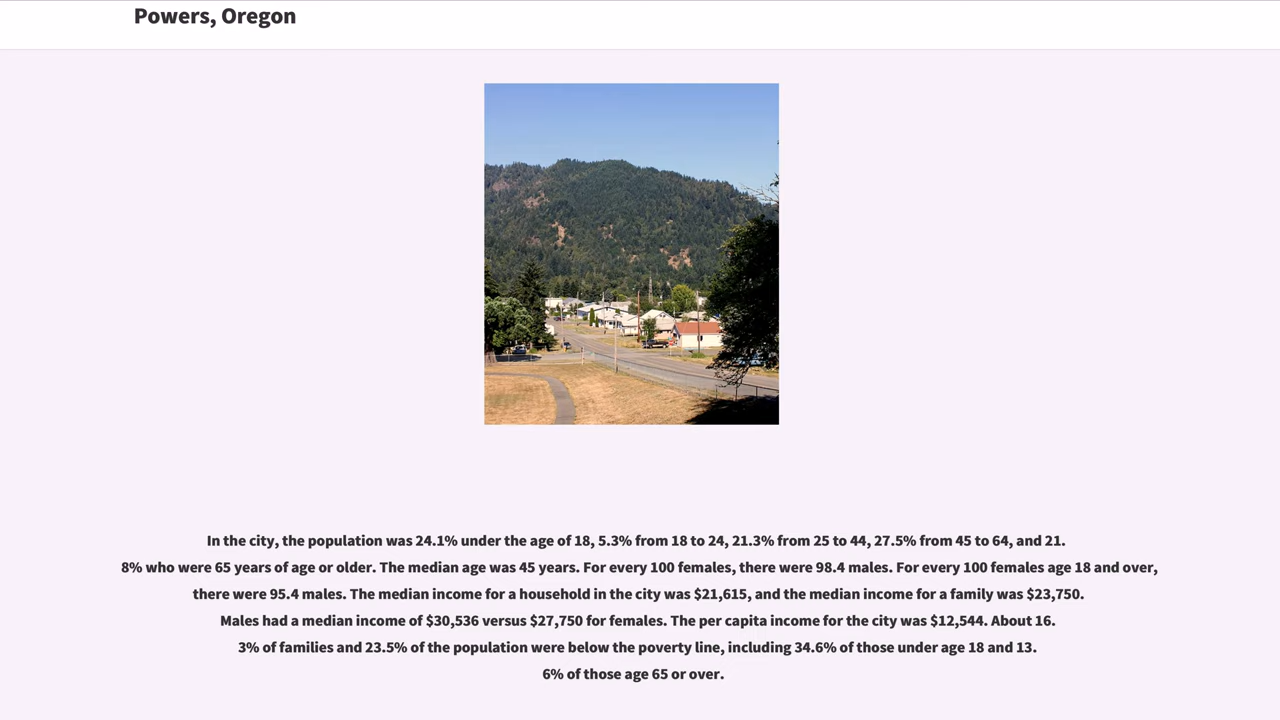 Powers, Oregon
In the city, the population was 24.1% under the age of 18, 5.3% from 18 to 24, 21.3% from 25 to 44, 27.5% from 45 to 64, and 21.
8% who were 65 years of age or older. The median age was 45 years. For every 100 females, there were 98.4 males. For every 100 females age 18 and over,
there were 95.4 males. The median income for a household in the city was $21,615, and the median income for a family was $23,750.
Males had a median income of $30,536 versus $27,750 for females. The per capita income for the city was $12,544. About 16.
3% of families and 23.5% of the population were below the poverty line, including 34.6% of those under age 18 and 13.
6% of those age 65 or over.